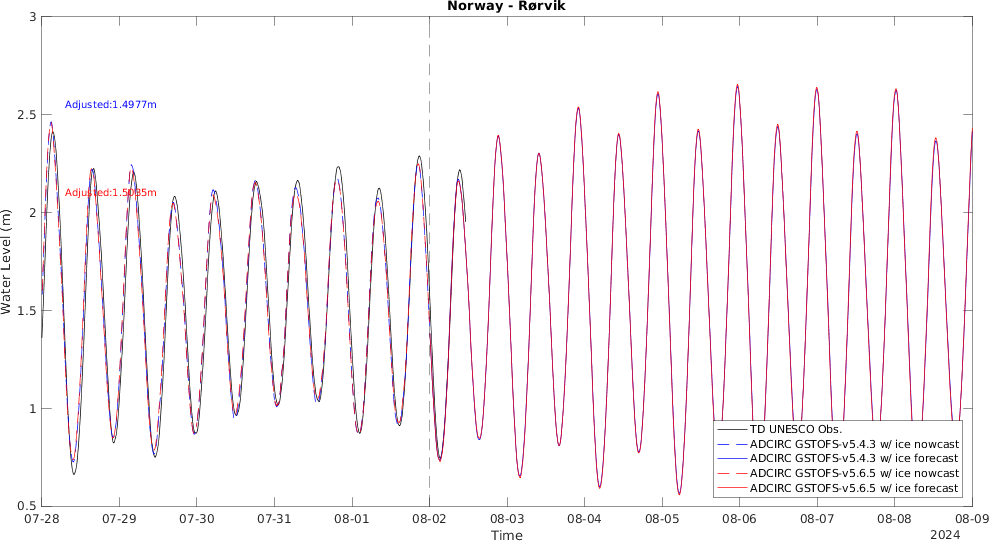 Norway - Rørvik
3
2.5
2
1.5
1
0.5
Water Level (m)
Adjusted:1.4977m
Adjusted:1.5035m
TD UNESCO Obs.
ADCIRC GSTOFS-v5.4.3 w/ ice nowcast
ADCIRC GSTOFS-v5.4.3 w/ ice forecast
ADCIRC GSTOFS-v5.6.5 w/ ice nowcast
ADCIRC GSTOFS-v5.6.5 w/ ice forecast
07-28 07-29 07-30 07-31 08-01 08-02 08-03 08-04 08-05 08-06 08-07 08-08 08-09
Time
2024